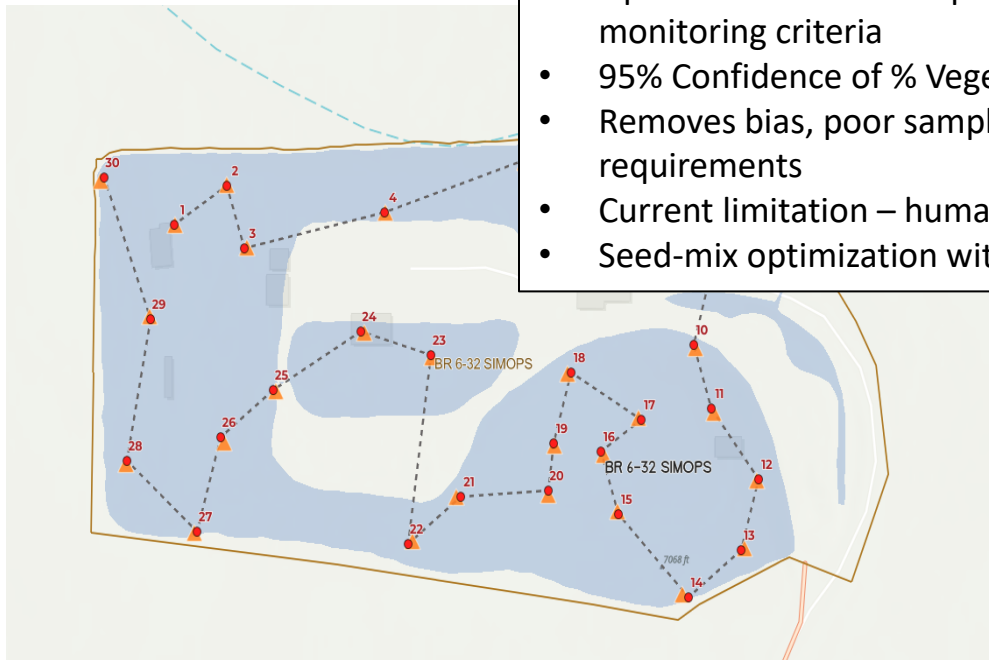 monitoring criteria
• 95% Confidence of % Vege
• Removes bias, poor sampl
requirements
• Current limitation – huma
• Seed-mix optimization wit
30
2
1
4
3
29
24
23
BR 6-32 SIMOPS
10
18
25
11
17
26
19
16
BR 6-32 SIMOPS
28
12
20
21
15
27
22
13
7068 ft
14